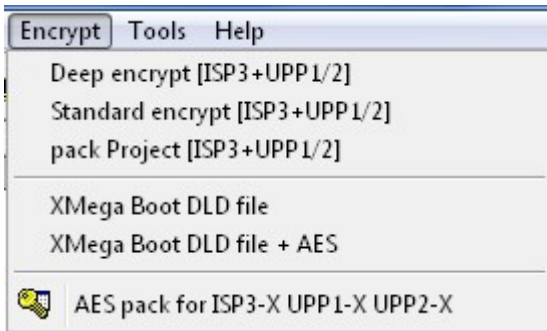 Encrypt Tools Help
Deep encrypt [ISP3+UPP1/2]
Standard encrypt [ISP3+UPP1/2]
pack Project [ISP3+UPP1/2]
XMega Boot DLD file
XMega Boot DLD file + AES
AES pack for ISP3-X UPP1-X UPP2-X